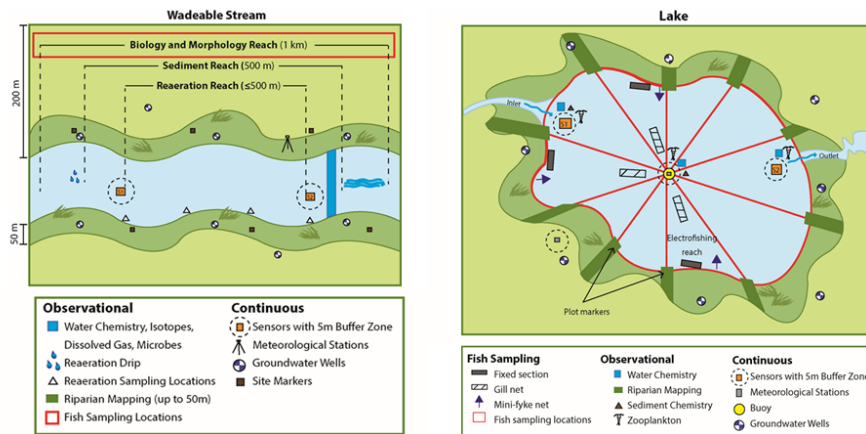 Wadeable Stream
Biology and Morphology Reach (1 km)
Sediment Reach (500 m)
Reaeration Reach (≤500 m)
200 m
50 m
S1
S2
Observational
Water Chemistry, Isotopes,
Dissolved Gas, Microbes
Reaeration Drip
Reaeration Sampling Locations
Riparian Mapping (up to 50m)
Fish Sampling Locations
Continuous
Sensors with 5m Buffer Zone
Meteorological Stations
Groundwater Wells
Site Markers
Lake
Inlet
S1
S2
Outlet
Electrofishing
reach
Plot markers
Fish Sampling
Fixed section
Gill net
Mini-fyke net
Fish sampling locations
Observational
Water Chemistry
Riparian Mapping
Sediment Chemistry
Zooplankton
Continuous
Sensors with 5m Buffer Zone
Meteorological Stations
Buoy
Groundwater Wells